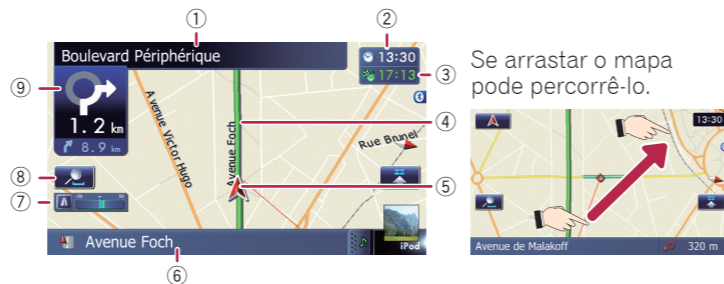 ① ②
Boulevard Périphérique
13:30
③
17:13
⑨
1.2 km
8.9 km
④
Avenue Victor Hugo
Avenue Foch
Rue Brunel
⑧
⑤
⑦
Avenue Foch
iPod
⑥
Se arrastar o mapa
pode percorrê-lo.
13:30
Avenue de Malakoff
320 m